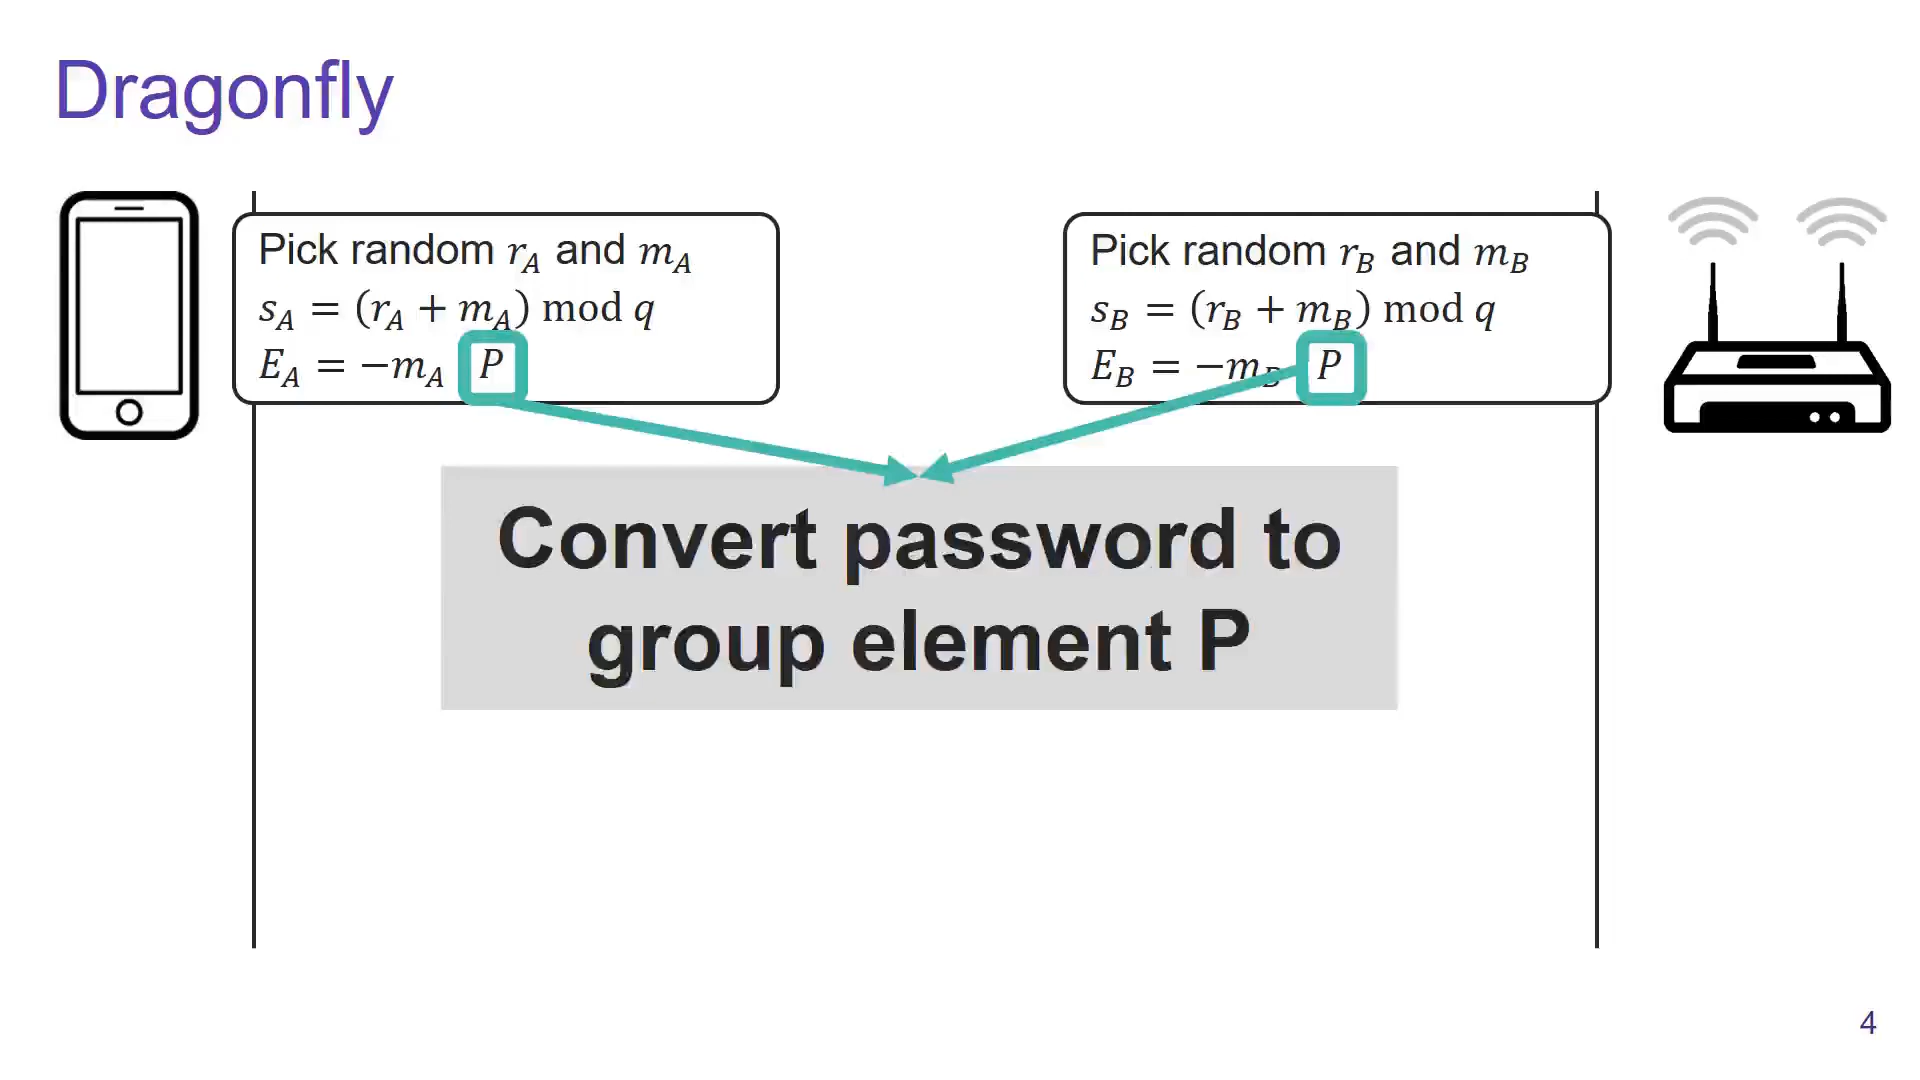 Dragonfly
Pick random r_A and m_A
s_A = (r_A + m_A) mod q
E_A = −m_A P
Pick random r_B and m_B
s_B = (r_B + m_B) mod q
E_B = −m_B P
Convert password to
group element P
4